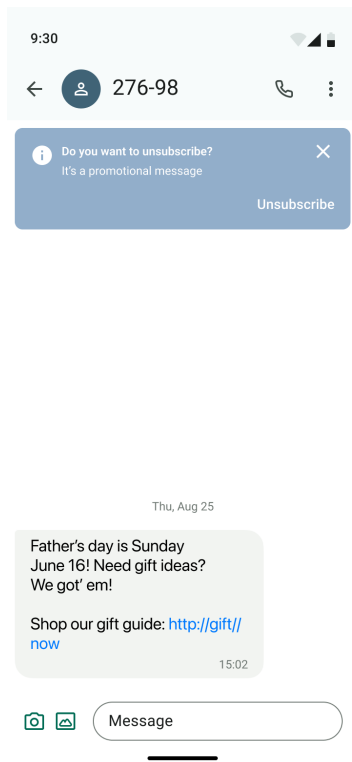 9:30
276-98
Do you want to unsubscribe?
It's a promotional message
Unsubscribe
Thu, Aug 25
Father's day is Sunday
June 16! Need gift ideas?
We got' em!
Shop our gift guide: http://gift//
now
15:02
Message